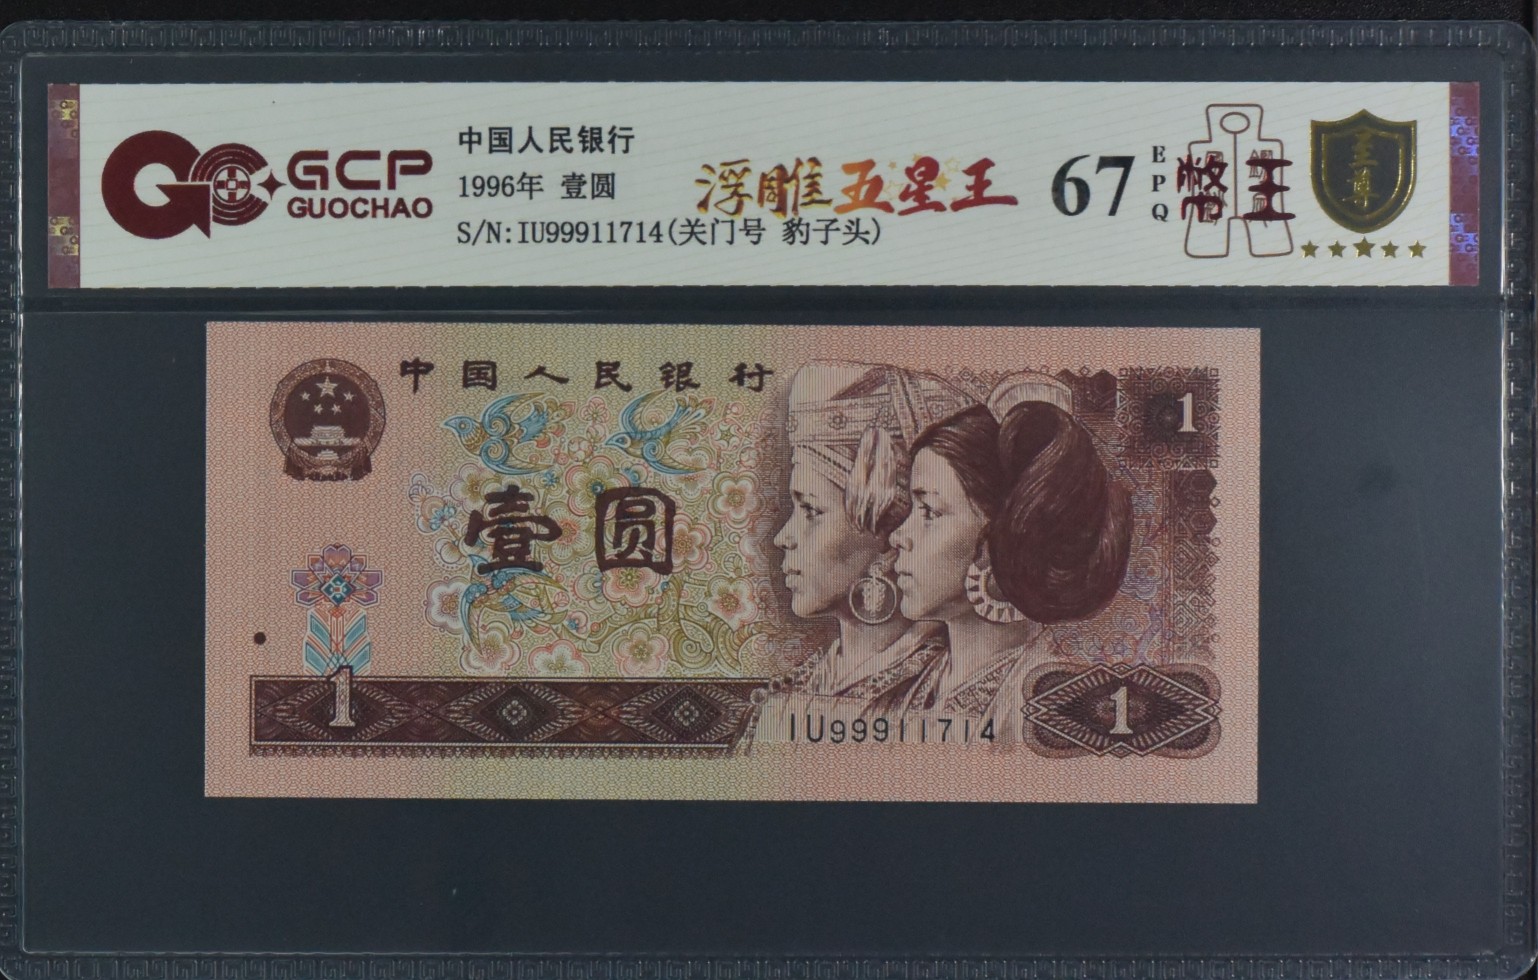 GCP
GUOCHAO
中国人民银行
1996年 壹圆
S/N:IU99911714(关门号 豹子头)
浮雕五星王
67
EPQ
币王
至尊
中国人民银行
壹圆
1
1
1
IU99911714